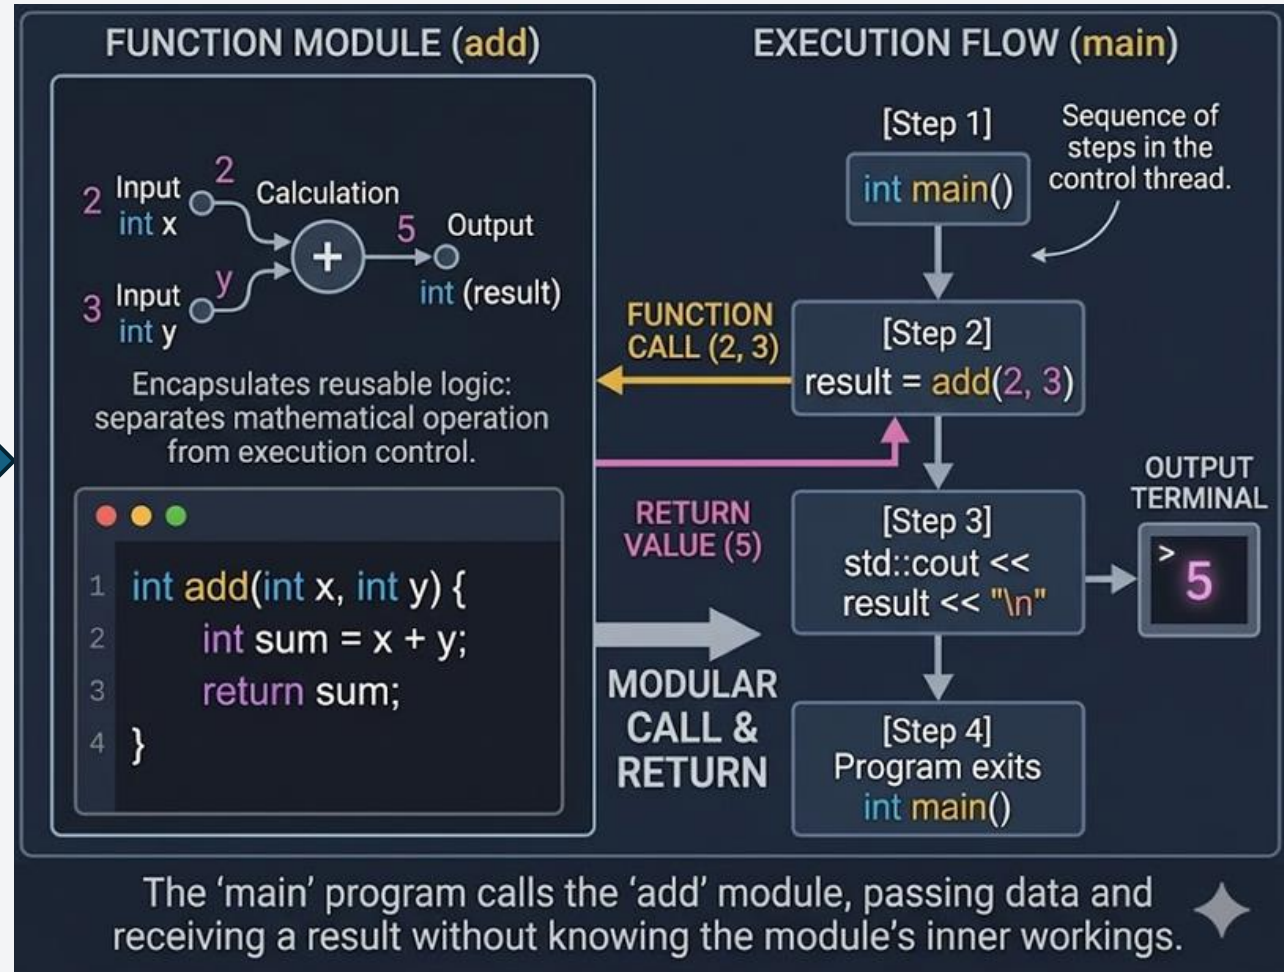 FUNCTION MODULE (add)
2 Input
int x
2
Calculation
+
5
Output
int (result)
3 Input
int y
y
Encapsulates reusable logic:
separates mathematical operation
from execution control.
1 int add(int x, int y) {
2 int sum = x + y;
3 return sum;
4 }
FUNCTION
CALL (2, 3)
RETURN
VALUE (5)
MODULAR
CALL &
RETURN
EXECUTION FLOW (main)
[Step 1]
int main()
Sequence of
steps in the
control thread.
[Step 2]
result = add(2, 3)
[Step 3]
std::cout <<
result << "\n"
OUTPUT
TERMINAL
> 5
[Step 4]
Program exits
int main()
The ‘main’ program calls the ‘add’ module, passing data and
receiving a result without knowing the module’s inner workings.